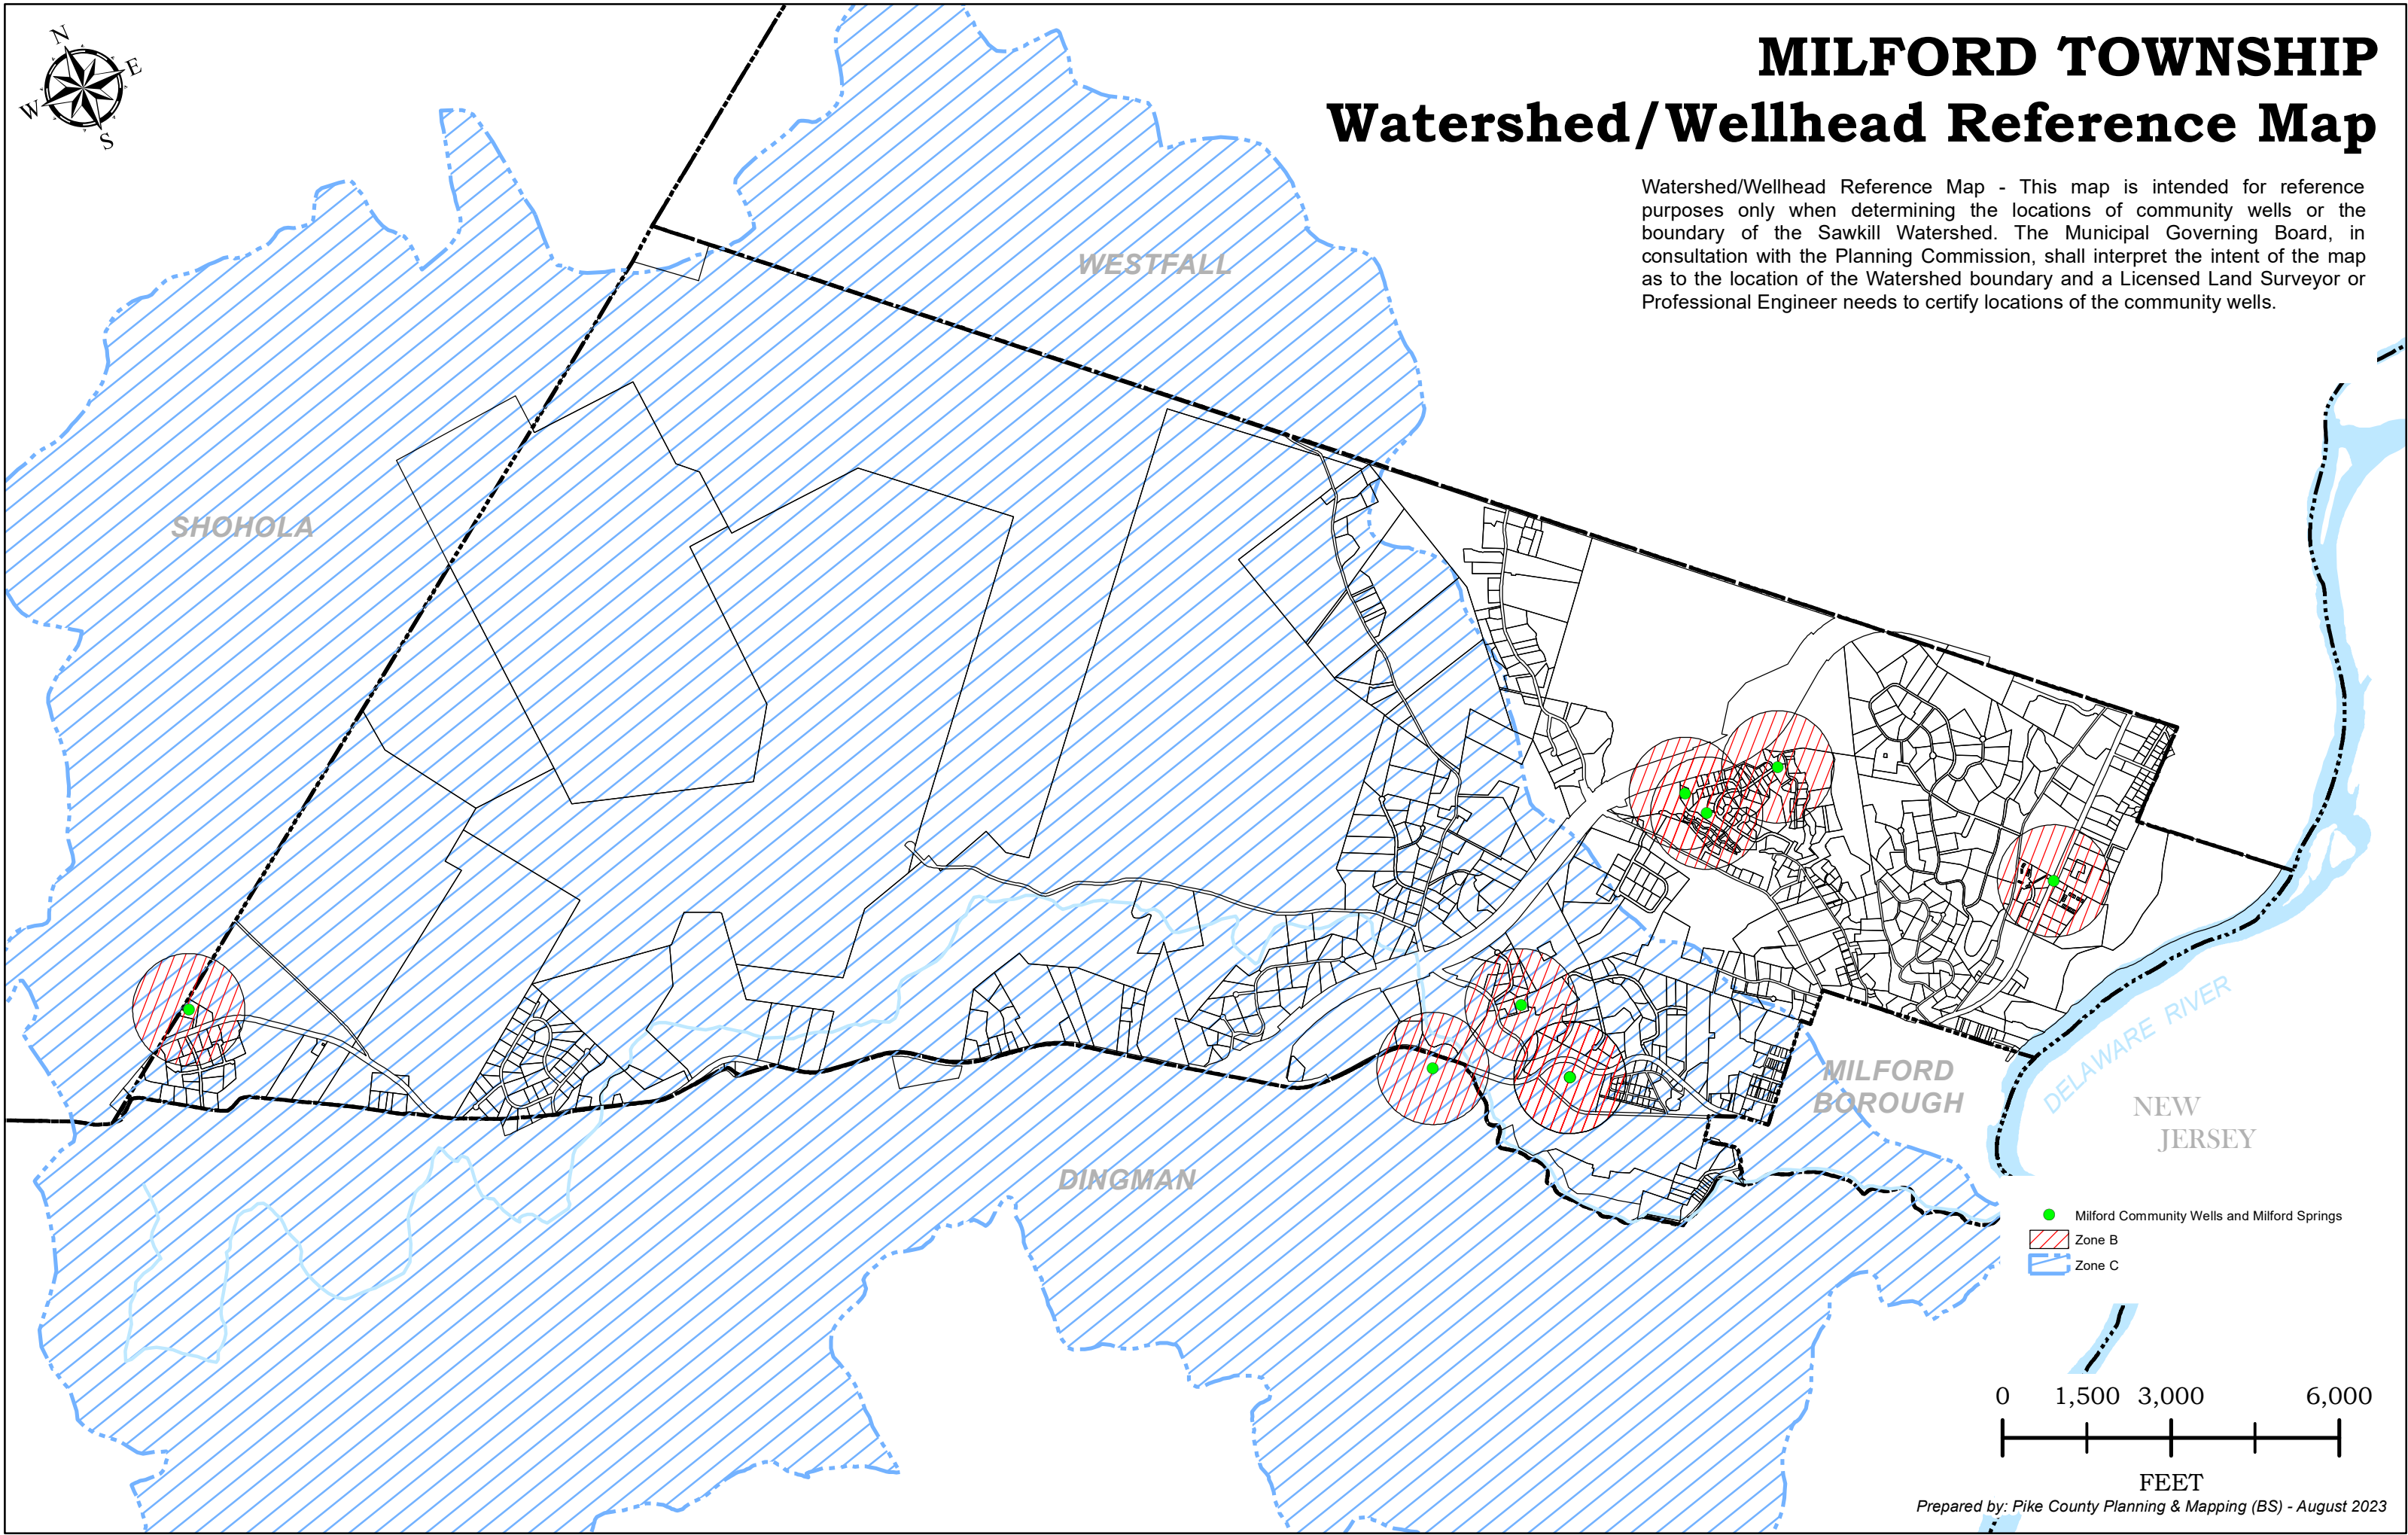 N
E
W
S
MILFORD TOWNSHIP
Watershed/Wellhead Reference Map
Watershed/Wellhead Reference Map - This map is intended for reference
purposes only when determining the locations of community wells or the
boundary of the Sawkill Watershed. The Municipal Governing Board, in
consultation with the Planning Commission, shall interpret the intent of the map
as to the location of the Watershed boundary and a Licensed Land Surveyor or
Professional Engineer needs to certify locations of the community wells.
WESTFALL
SHOHOLA
DELAWARE RIVER
MILFORD
BOROUGH
NEW
JERSEY
DINGMAN
Milford Community Wells and Milford Springs
Zone B
Zone C
0 1,500 3,000 6,000
FEET
Prepared by: Pike County Planning & Mapping (BS) - August 2023